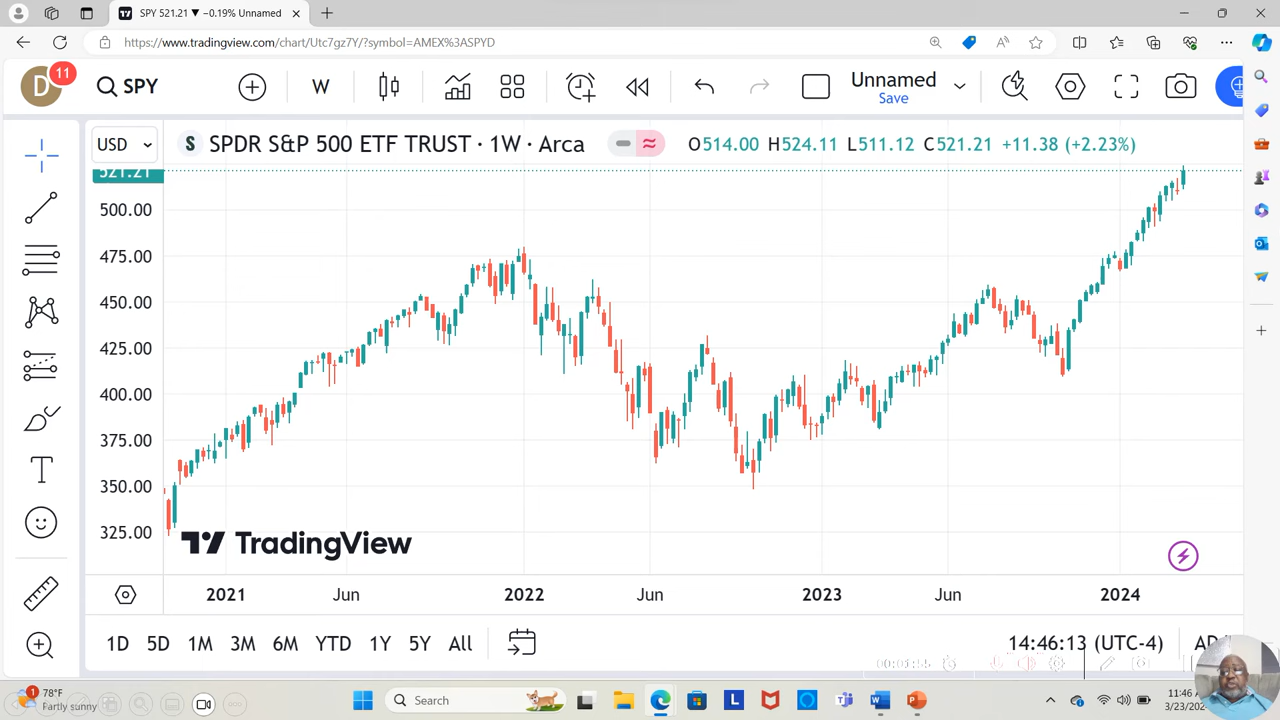 SPY 521.21 ▼ −0.19% Unnamed
https://www.tradingview.com/chart/Utc7gz7Y/?symbol=AMEX%3ASPYD
D
11
SPY
W
Unnamed
Save
USD
S
SPDR S&P 500 ETF TRUST · 1W · Arca
O514.00 H524.11 L511.12 C521.21 +11.38 (+2.23%)
521.21
500.00
475.00
450.00
425.00
400.00
375.00
350.00
325.00
TradingView
2021
Jun
2022
Jun
2023
Jun
2024
1D 5D 1M 3M 6M YTD 1Y 5Y All
14:46:13 (UTC-4)
00:01:55
1
78°F
Partly sunny
Search
L
11:46 A